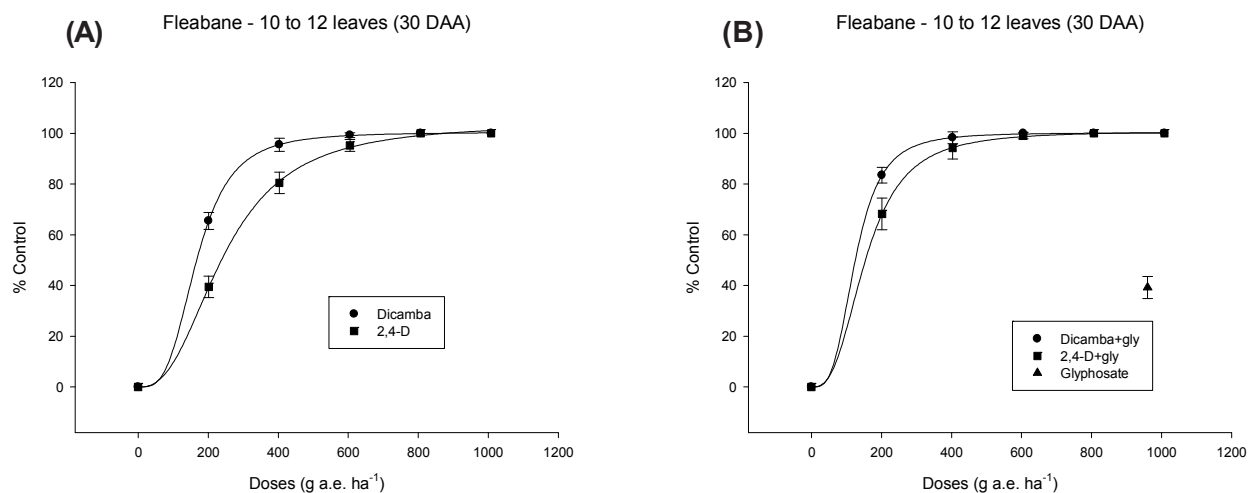 (A)
Fleabane - 10 to 12 leaves (30 DAA)
120
100
80
60
40
20
0
% Control
Dicamba
2,4-D
0 200 400 600 800 1000 1200
Doses (g a.e. ha⁻¹)
(B)
Fleabane - 10 to 12 leaves (30 DAA)
120
100
80
60
40
20
0
% Control
Dicamba+gly
2,4-D+gly
Glyphosate
0 200 400 600 800 1000 1200
Doses (g a.e. ha⁻¹)